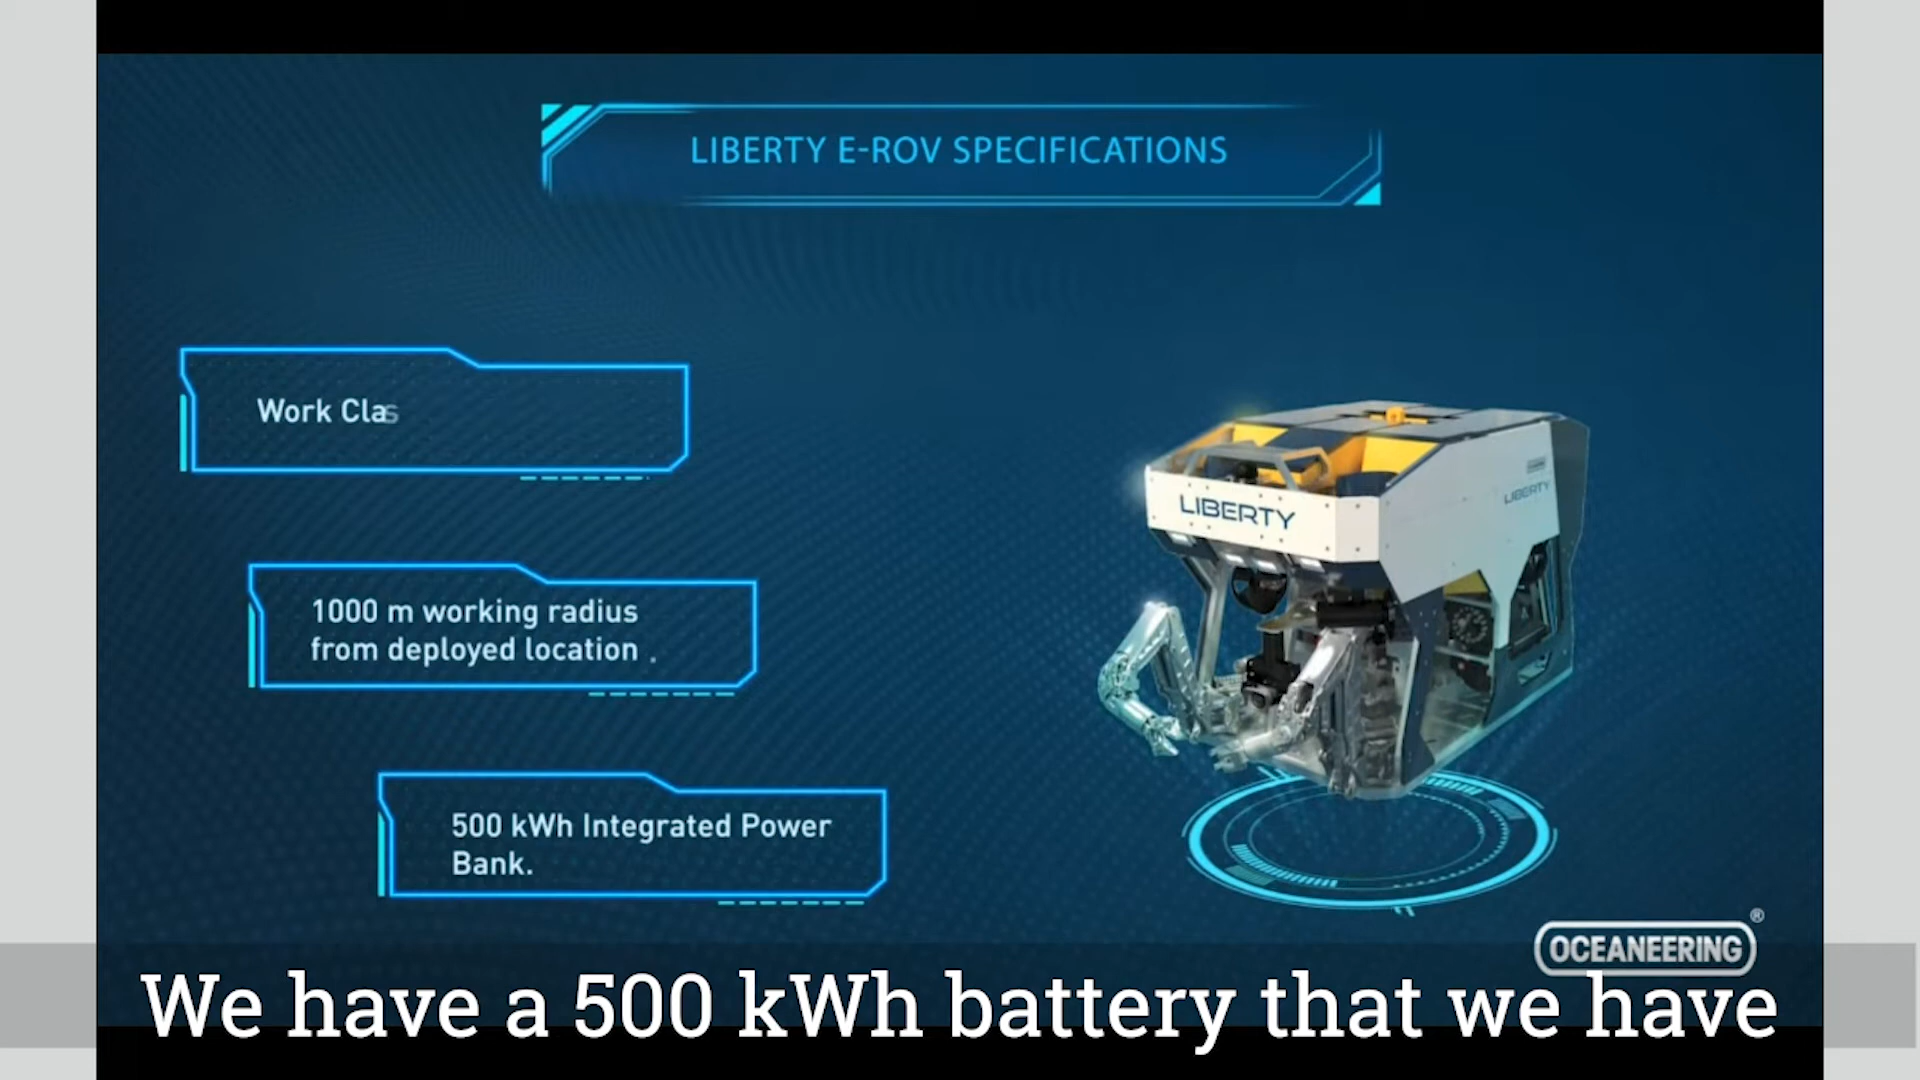 LIBERTY E-ROV SPECIFICATIONS
Work Clas
1000 m working radius
from deployed location .
500 kWh Integrated Power
Bank.
LIBERTY
LIBERTY
OCEANEERING®
We have a 500 kWh battery that we have